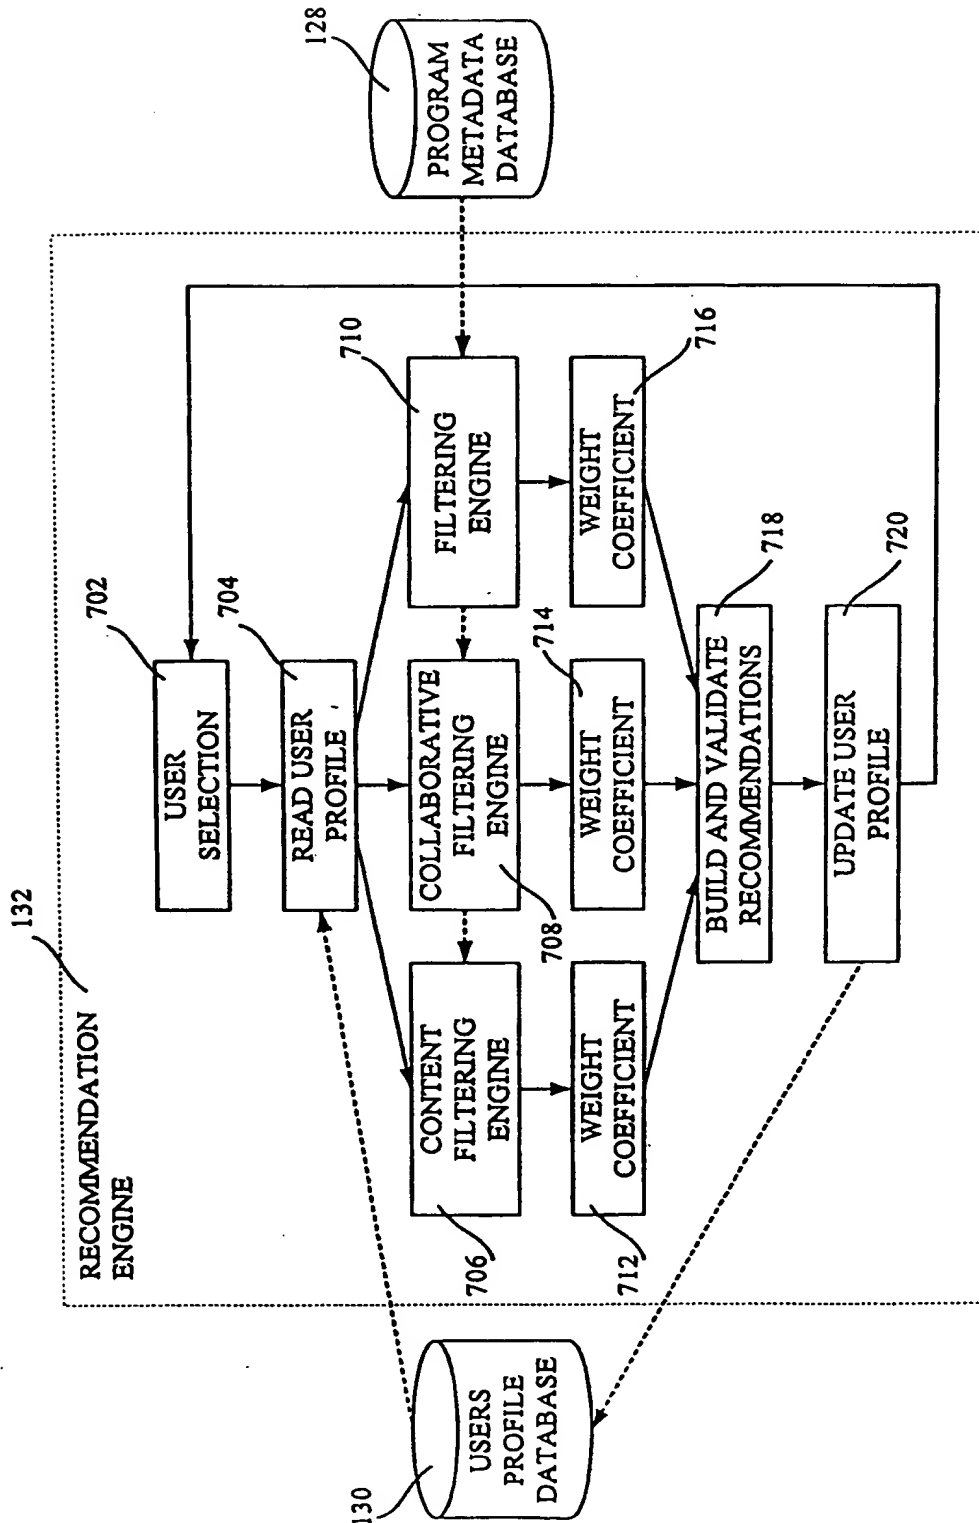 RECOMMENDATION
ENGINE
132
USER
SELECTION
702
READ USER
PROFILE
704
CONTENT
FILTERING
ENGINE
706
COLLABORATIVE
FILTERING
ENGINE
708
FILTERING
ENGINE
710
WEIGHT
COEFFICIENT
712
WEIGHT
COEFFICIENT
714
WEIGHT
COEFFICIENT
716
BUILD AND VALIDATE
RECOMMENDATIONS
718
UPDATE USER
PROFILE
720
USERS
PROFILE
DATABASE
130
PROGRAM
METADATA
DATABASE
128